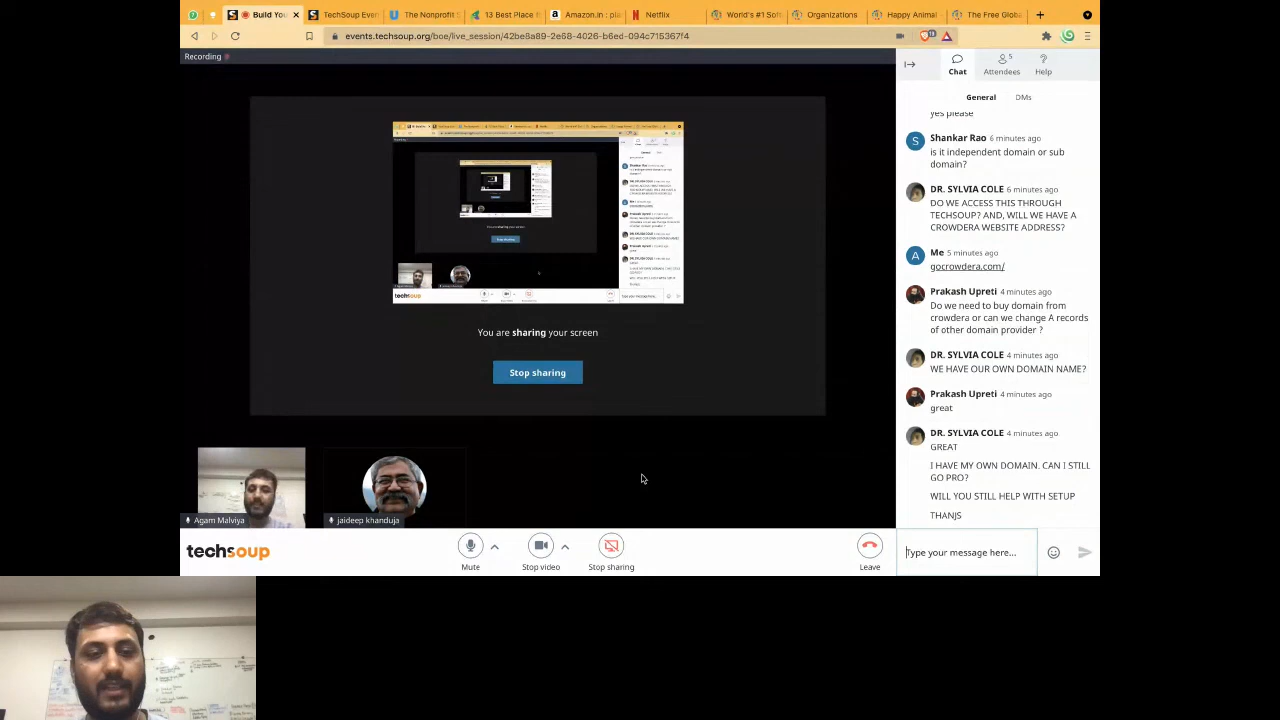 Build You
TechSoup Even
The Nonprofit S
13 Best Place t
Amazon.in : pla
Netflix
World's #1 Soft
Organizations
Happy Animal
The Free Globa
events.techsoup.org/boe/live_session/42be8a89-2e68-4026-b6ed-094c715367f4
Recording
Chat
Attendees
5
Help
General
DMs
yes please
Shankar Rao 6 minutes ago
is it independent domain or sub
domain?
DR. SYLVIA COLE 6 minutes ago
DO WE ACCESS THIS THROUGH
TECHSOUP? AND, WILL WE HAVE A
CROWDERA WEBSITE ADDRESS?
Me 5 minutes ago
gocrowdera.com/
Prakash Upreti 4 minutes ago
Do we need to buy domain from
crowdera or can we change A records
of other domain provider ?
DR. SYLVIA COLE 4 minutes ago
WE HAVE OUR OWN DOMAIN NAME?
Prakash Upreti 4 minutes ago
great
DR. SYLVIA COLE 4 minutes ago
GREAT
I HAVE MY OWN DOMAIN. CAN I STILL
GO PRO?
WILL YOU STILL HELP WITH SETUP
THANJS
You are sharing your screen
Stop sharing
Agam Malviya
jaideep khanduja
techsoup
Mute
Stop video
Stop sharing
Leave
Type your message here...